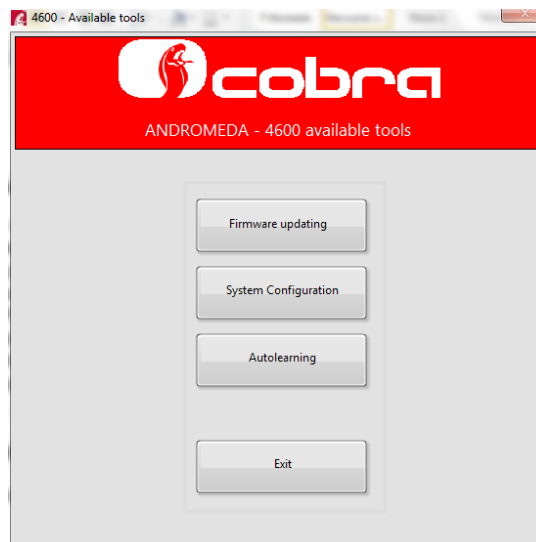 4600 - Available tools
cobra
ANDROMEDA - 4600 available tools
Firmware updating
System Configuration
Autolearning
Exit